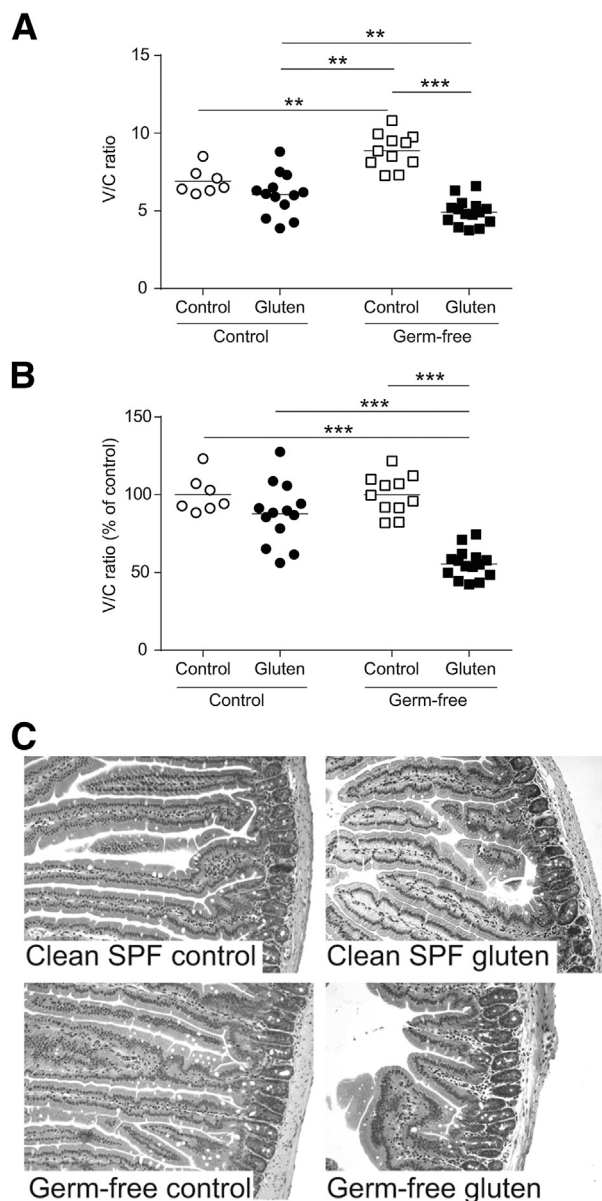 A
**
**
***
**
15
10
5
0
V/C ratio
Control Gluten Control Gluten
Control Germ-free
B
***
***
***
150
100
50
0
V/C ratio (% of control)
Control Gluten Control Gluten
Control Germ-free
C
Clean SPF control Clean SPF gluten
Germ-free control Germ-free gluten